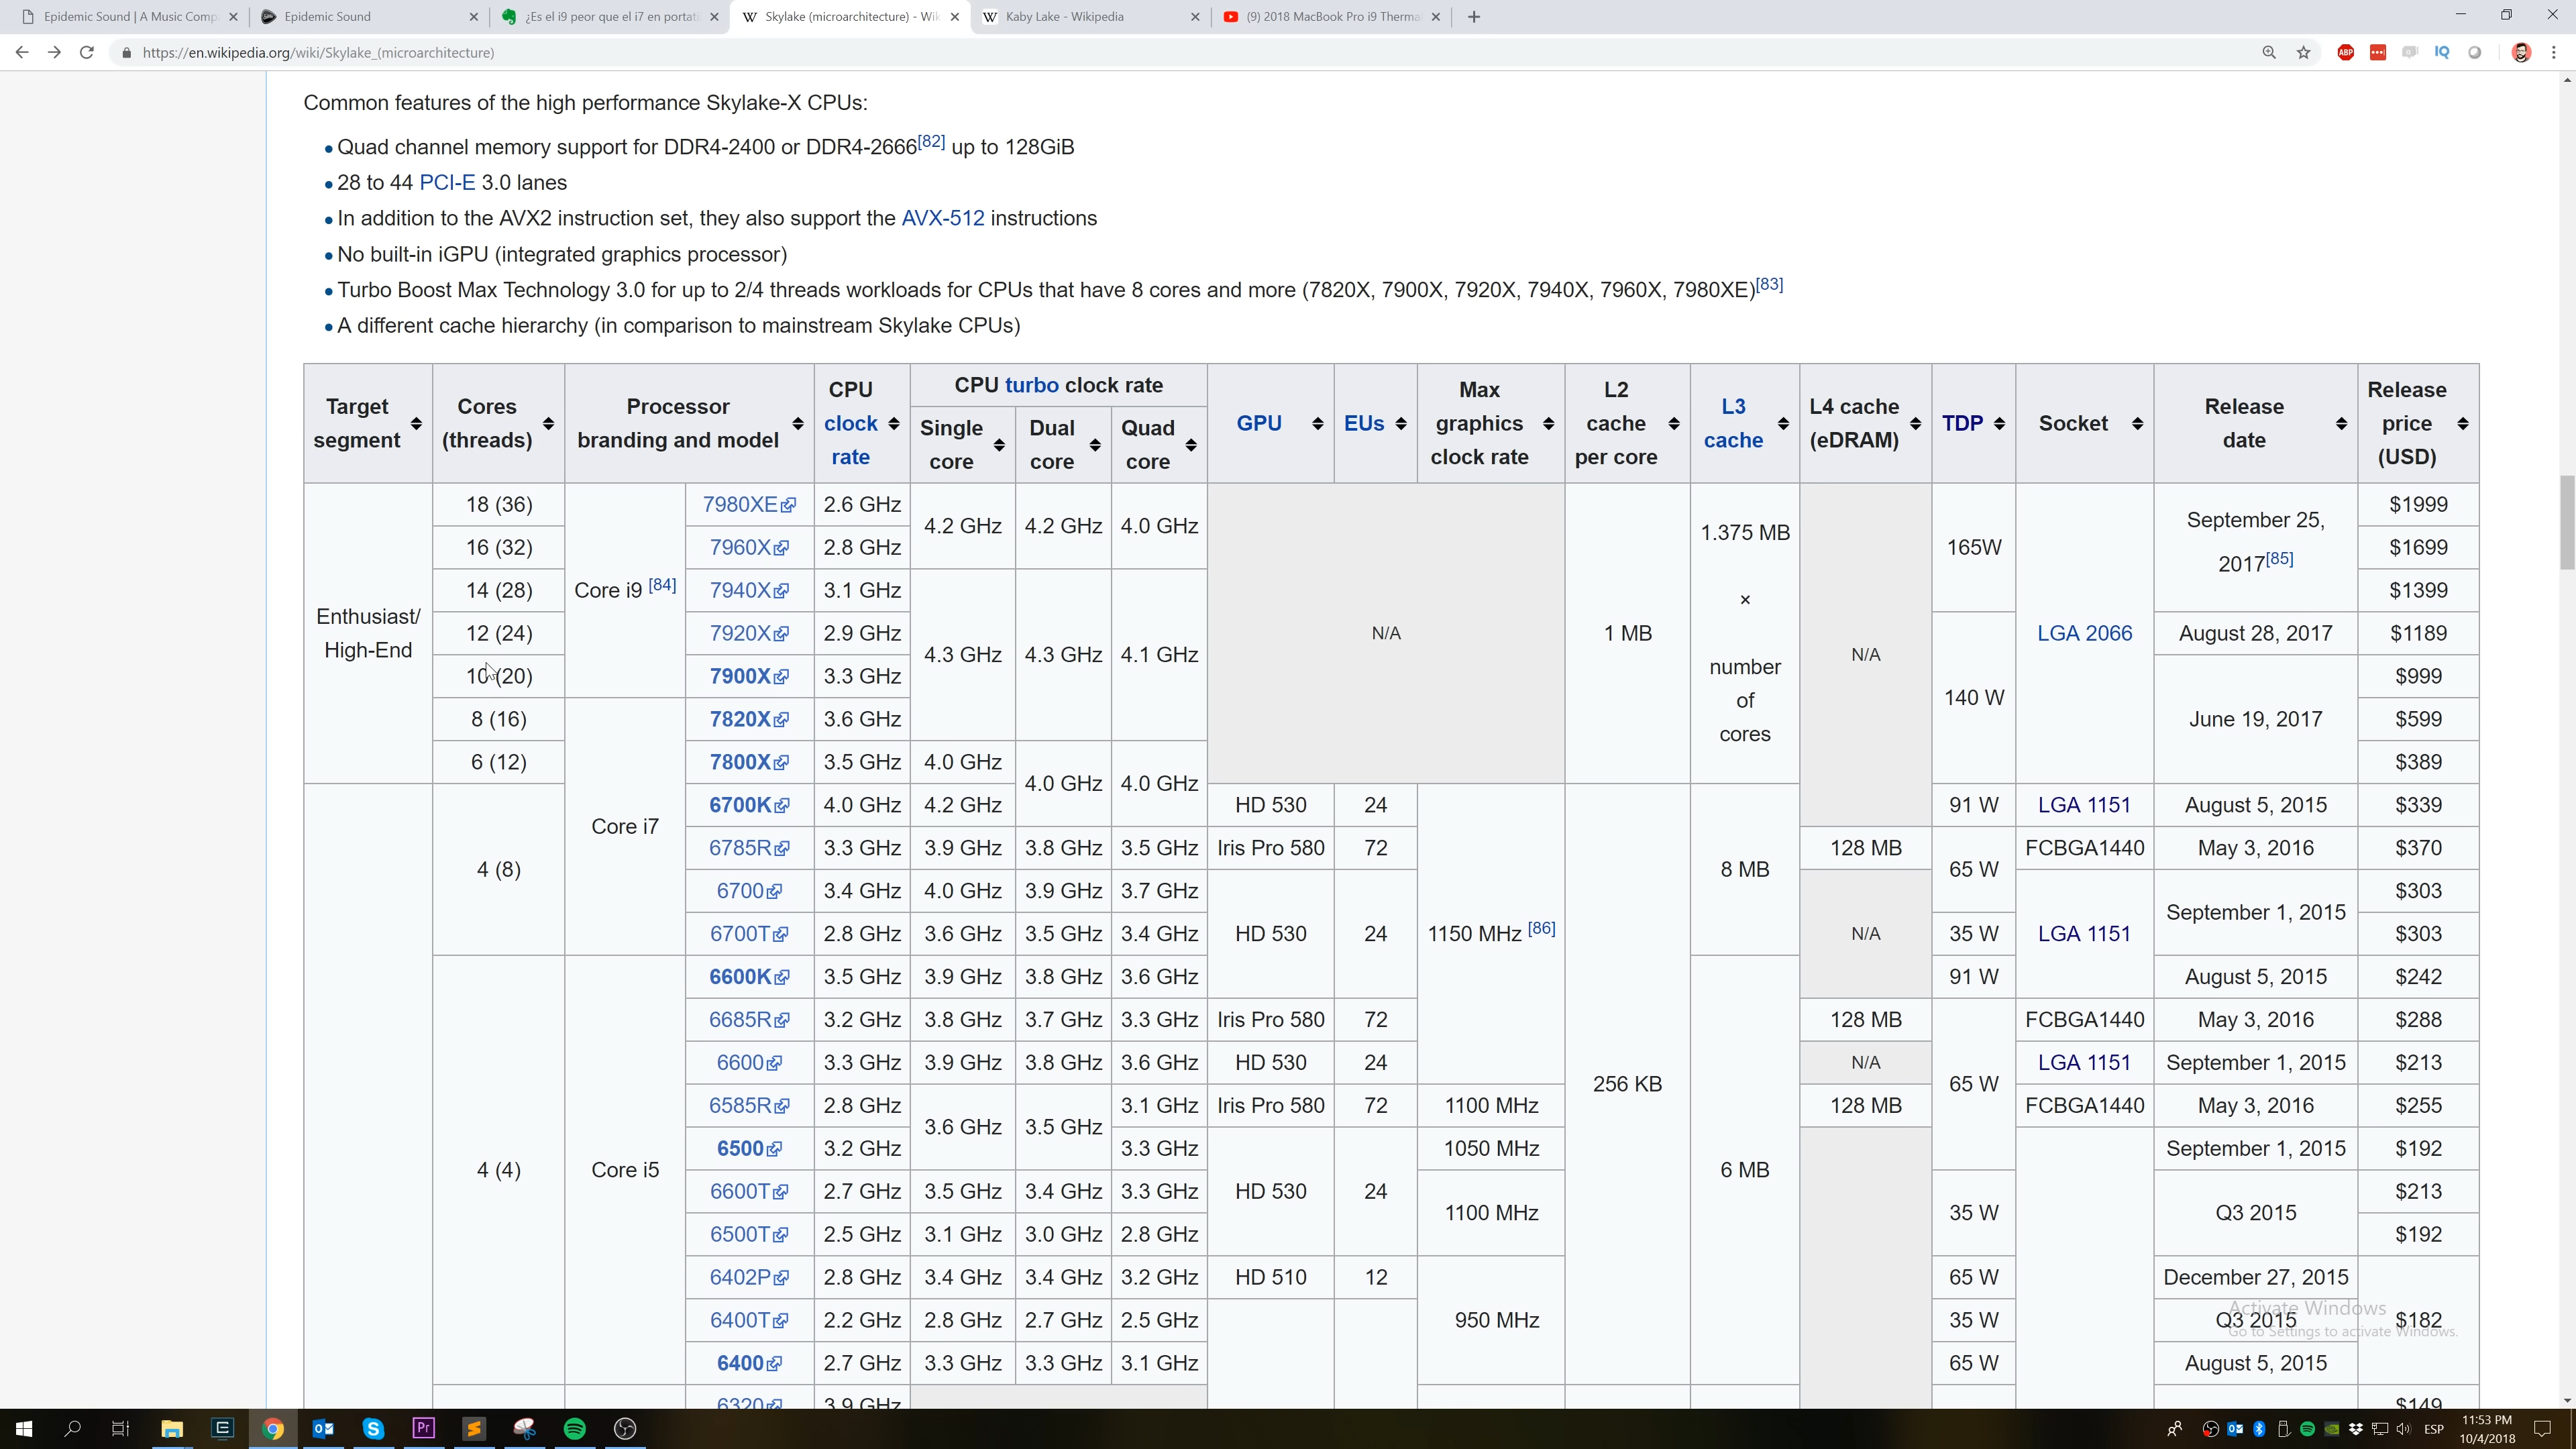 Epidemic Sound | A Music Comp
Epidemic Sound
¿Es el i9 peor que el i7 en portati
Skylake (microarchitecture) - Wik
Kaby Lake - Wikipedia
(9) 2018 MacBook Pro i9 Therma
https://en.wikipedia.org/wiki/Skylake_(microarchitecture)
Common features of the high performance Skylake-X CPUs:
• Quad channel memory support for DDR4-2400 or DDR4-2666[82] up to 128GiB
• 28 to 44 PCI-E 3.0 lanes
• In addition to the AVX2 instruction set, they also support the AVX-512 instructions
• No built-in iGPU (integrated graphics processor)
• Turbo Boost Max Technology 3.0 for up to 2/4 threads workloads for CPUs that have 8 cores and more (7820X, 7900X, 7920X, 7940X, 7960X, 7980XE)[83]
• A different cache hierarchy (in comparison to mainstream Skylake CPUs)
Target segment Cores (threads) Processor branding and model CPU clock rate CPU turbo clock rate GPU EUs Max graphics clock rate L2 cache per core L3 cache L4 cache (eDRAM) TDP Socket Release date Release price (USD)
Single core Dual core Quad core
Enthusiast/ High-End 18 (36) Core i9 [84] 7980XE 2.6 GHz 4.2 GHz 4.2 GHz 4.0 GHz N/A 1 MB 1.375 MB × number of cores N/A 165W LGA 2066 September 25, 2017[85] $1999
16 (32) 7960X 2.8 GHz $1699
14 (28) 7940X 3.1 GHz 4.3 GHz 4.3 GHz 4.1 GHz $1399
12 (24) 7920X 2.9 GHz 140 W August 28, 2017 $1189
10 (20) 7900X 3.3 GHz June 19, 2017 $999
8 (16) Core i7 7820X 3.6 GHz $599
6 (12) 7800X 3.5 GHz 4.0 GHz 4.0 GHz 4.0 GHz $389
4 (8) 6700K 4.0 GHz 4.2 GHz HD 530 24 1150 MHz [86] 256 KB 8 MB 91 W LGA 1151 August 5, 2015 $339
6785R 3.3 GHz 3.9 GHz 3.8 GHz 3.5 GHz Iris Pro 580 72 128 MB 65 W FCBGA1440 May 3, 2016 $370
6700 3.4 GHz 4.0 GHz 3.9 GHz 3.7 GHz HD 530 24 N/A LGA 1151 September 1, 2015 $303
6700T 2.8 GHz 3.6 GHz 3.5 GHz 3.4 GHz 35 W $303
4 (4) Core i5 6600K 3.5 GHz 3.9 GHz 3.8 GHz 3.6 GHz 6 MB 91 W August 5, 2015 $242
6685R 3.2 GHz 3.8 GHz 3.7 GHz 3.3 GHz Iris Pro 580 72 128 MB 65 W FCBGA1440 May 3, 2016 $288
6600 3.3 GHz 3.9 GHz 3.8 GHz 3.6 GHz HD 530 24 N/A LGA 1151 September 1, 2015 $213
6585R 2.8 GHz 3.6 GHz 3.5 GHz 3.1 GHz Iris Pro 580 72 1100 MHz 128 MB FCBGA1440 May 3, 2016 $255
6500 3.2 GHz 3.3 GHz HD 530 24 1050 MHz September 1, 2015 $192
6600T 2.7 GHz 3.5 GHz 3.4 GHz 3.3 GHz 1100 MHz 35 W Q3 2015 $213
6500T 2.5 GHz 3.1 GHz 3.0 GHz 2.8 GHz $192
6402P 2.8 GHz 3.4 GHz 3.4 GHz 3.2 GHz HD 510 12 950 MHz 65 W December 27, 2015 $182
6400T 2.2 GHz 2.8 GHz 2.7 GHz 2.5 GHz 35 W Q3 2015
6400 2.7 GHz 3.3 GHz 3.3 GHz 3.1 GHz 65 W August 5, 2015
6320 3.9 GHz $149
Activate Windows
Go to Settings to activate Windows.
ESP
11:53 PM
10/4/2018